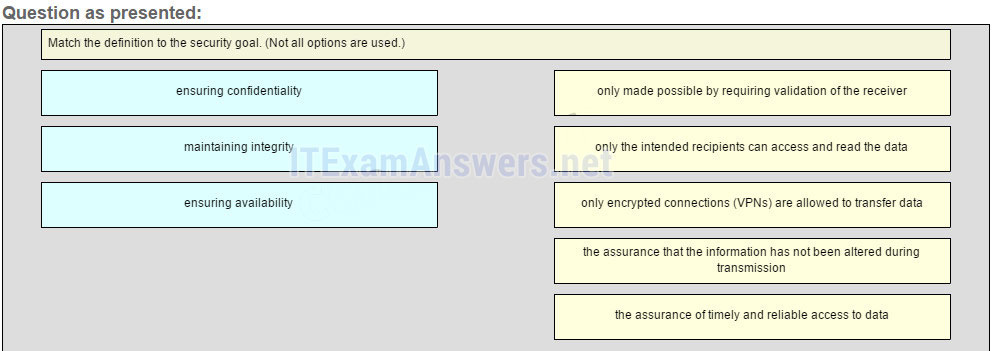 Question as presented:
Match the definition to the security goal. (Not all options are used.)
ensuring confidentiality
only made possible by requiring validation of the receiver
maintaining integrity
only the intended recipients can access and read the data
ITExamAnswers.net
ensuring availability
only encrypted connections (VPNs) are allowed to transfer data
the assurance that the information has not been altered during
transmission
the assurance of timely and reliable access to data